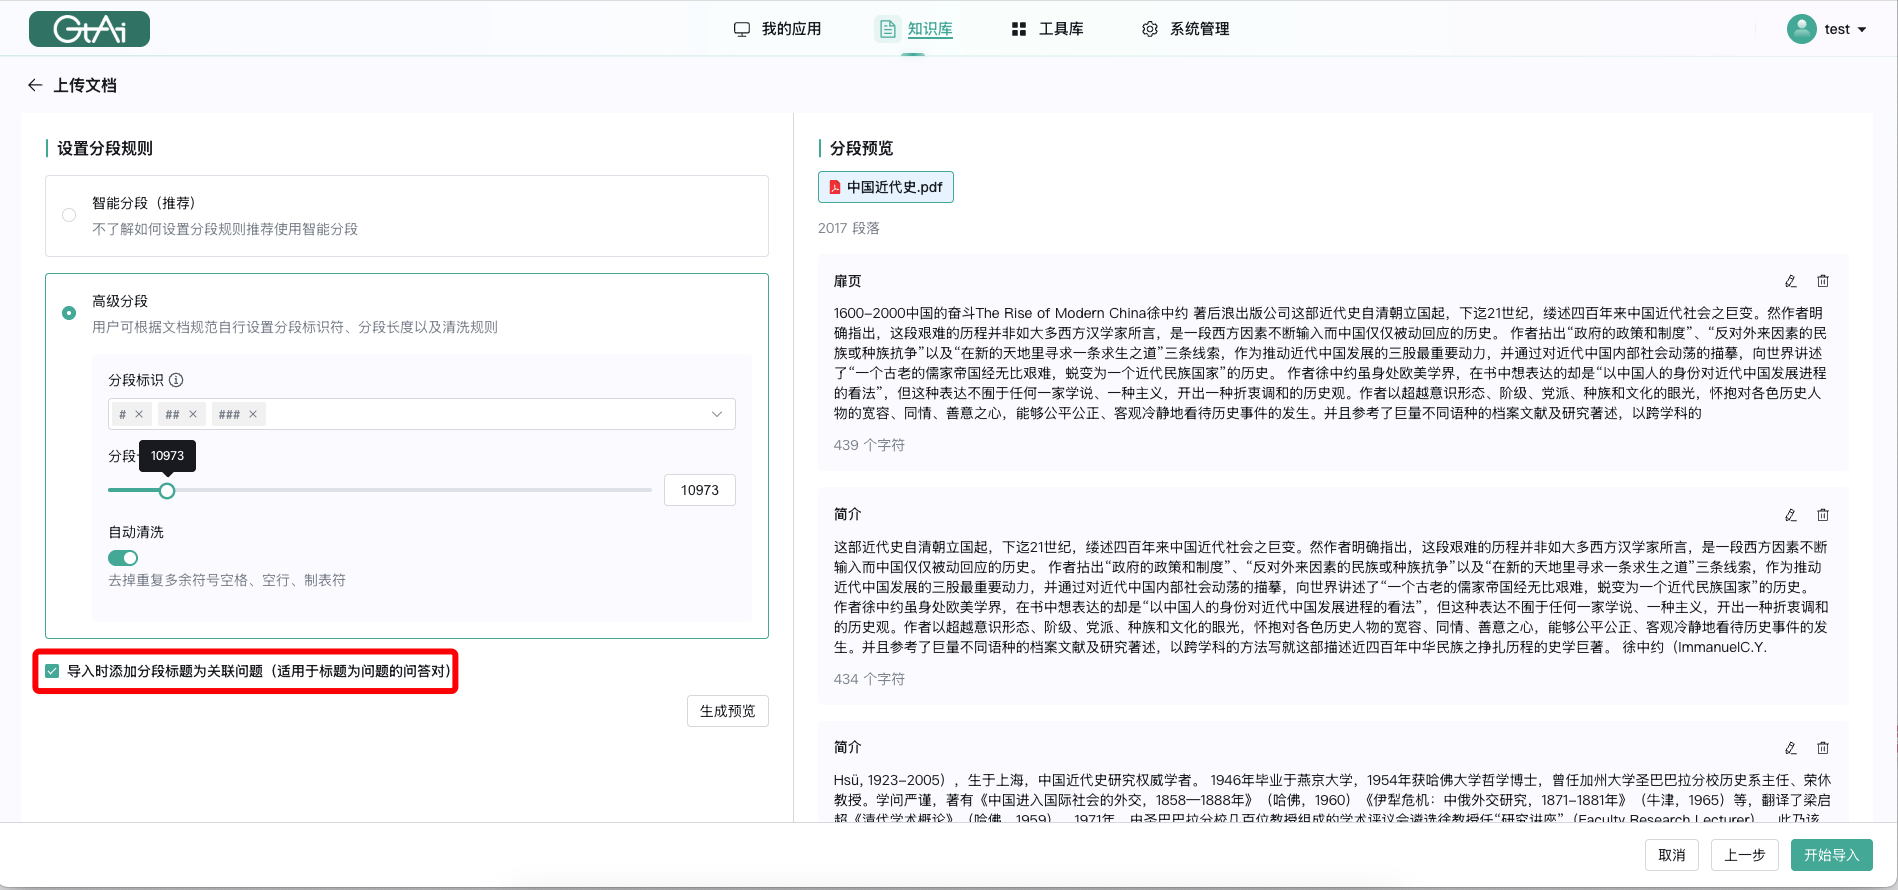 GtAi
我的应用
知识库
工具库
系统管理
test
上传文档
设置分段规则
智能分段（推荐）
不了解如何设置分段规则推荐使用智能分段
高级分段
用户可根据文档规范自行设置分段标识符、分段长度以及清洗规则
分段标识
#
##
###
分段
10973
10973
自动清洗
去掉重复多余符号空格、空行、制表符
导入时添加分段标题为关联问题（适用于标题为问题的问答对）
生成预览
分段预览
中国近代史.pdf
2017 段落
扉页
1600–2000中国的奋斗The Rise of Modern China徐中约 著后浪出版公司这部近代史自清朝立国起，下迄21世纪，缕述四百年来中国近代社会之巨变。然作者明
确指出，这段艰难的历程并非如大多西方汉学家所言，是一段西方因素不断输入而中国仅仅被动回应的历史。 作者拈出“政府的政策和制度”、“反对外来因素的民
族或种族抗争”以及“在新的天地里寻求一条求生之道”三条线索，作为推动近代中国发展的三股最重要动力，并通过对近代中国内部社会动荡的描摹，向世界讲述
了“一个古老的儒家帝国经无比艰难，蜕变为一个近代民族国家”的历史。 作者徐中约虽身处欧美学界，在书中想表达的却是“以中国人的身份对近代中国发展进程
的看法”，但这种表达不囿于任何一家学说、一种主义，开出一种折衷调和的历史观。作者以超越意识形态、阶级、党派、种族和文化的眼光，怀抱对各色历史人
物的宽容、同情、善意之心，能够公平公正、客观冷静地看待历史事件的发生。并且参考了巨量不同语种的档案文献及研究著述，以跨学科的
439 个字符
简介
这部近代史自清朝立国起，下迄21世纪，缕述四百年来中国近代社会之巨变。然作者明确指出，这段艰难的历程并非如大多西方汉学家所言，是一段西方因素不断
输入而中国仅仅被动回应的历史。 作者拈出“政府的政策和制度”、“反对外来因素的民族或种族抗争”以及“在新的天地里寻求一条求生之道”三条线索，作为推动
近代中国发展的三股最重要动力，并通过对近代中国内部社会动荡的描摹，向世界讲述了“一个古老的儒家帝国经无比艰难，蜕变为一个近代民族国家”的历史。
作者徐中约虽身处欧美学界，在书中想表达的却是“以中国人的身份对近代中国发展进程的看法”，但这种表达不囿于任何一家学说、一种主义，开出一种折衷调和
的历史观。作者以超越意识形态、阶级、党派、种族和文化的眼光，怀抱对各色历史人物的宽容、同情、善意之心，能够公平公正、客观冷静地看待历史事件的发
生。并且参考了巨量不同语种的档案文献及研究著述，以跨学科的方法写就这部描述近四百年中华民族之挣扎历程的史学巨著。 徐中约（ImmanuelC.Y.
434 个字符
简介
Hsü, 1923–2005），生于上海，中国近代史研究权威学者。 1946年毕业于燕京大学，1954年获哈佛大学哲学博士，曾任加州大学圣巴巴拉分校历史系主任、荣休
教授。学问严谨，著有《中国进入国际社会的外交，1858—1888年》（哈佛，1960）《伊犁危机：中俄外交研究，1871–1881年》（牛津，1965）等，翻译了梁启
超《清代学术概论》（哈佛，1959）。1971年，由圣巴巴拉分校几百位教授组成的学术评议会遴选徐教授任“研究讲座”（Faculty Research Lecturer），此乃该
取消
上一步
开始导入